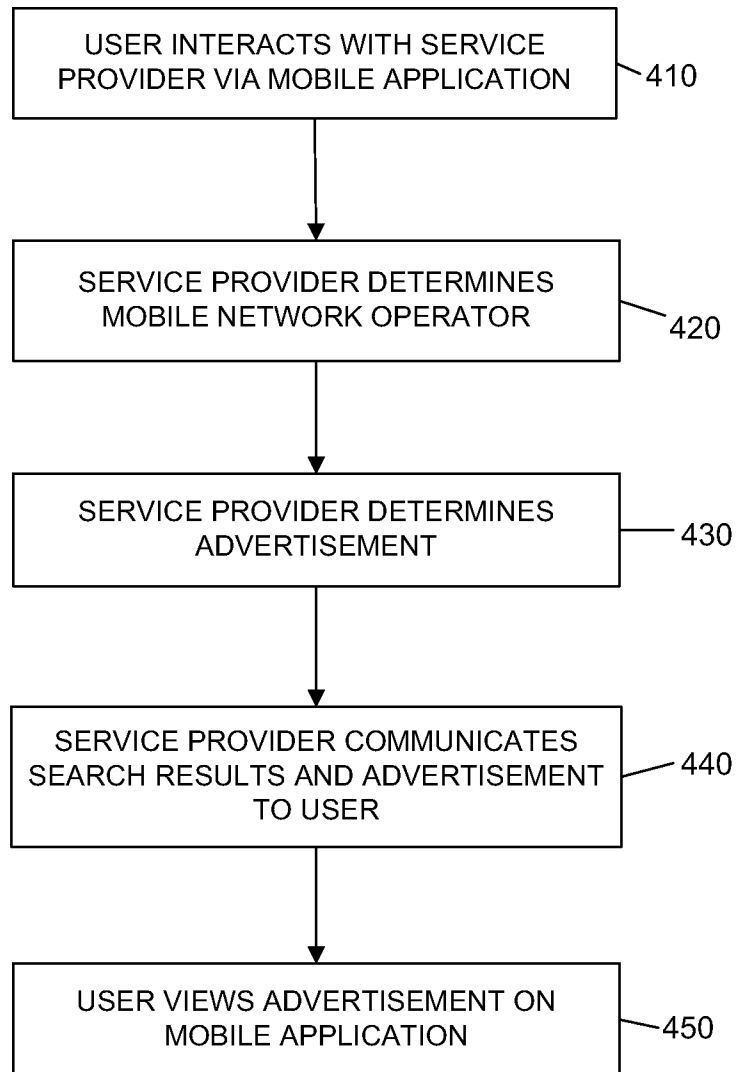 USER INTERACTS WITH SERVICE
PROVIDER VIA MOBILE APPLICATION
410
SERVICE PROVIDER DETERMINES
MOBILE NETWORK OPERATOR
420
SERVICE PROVIDER DETERMINES
ADVERTISEMENT
430
SERVICE PROVIDER COMMUNICATES
SEARCH RESULTS AND ADVERTISEMENT
TO USER
440
USER VIEWS ADVERTISEMENT ON
MOBILE APPLICATION
450